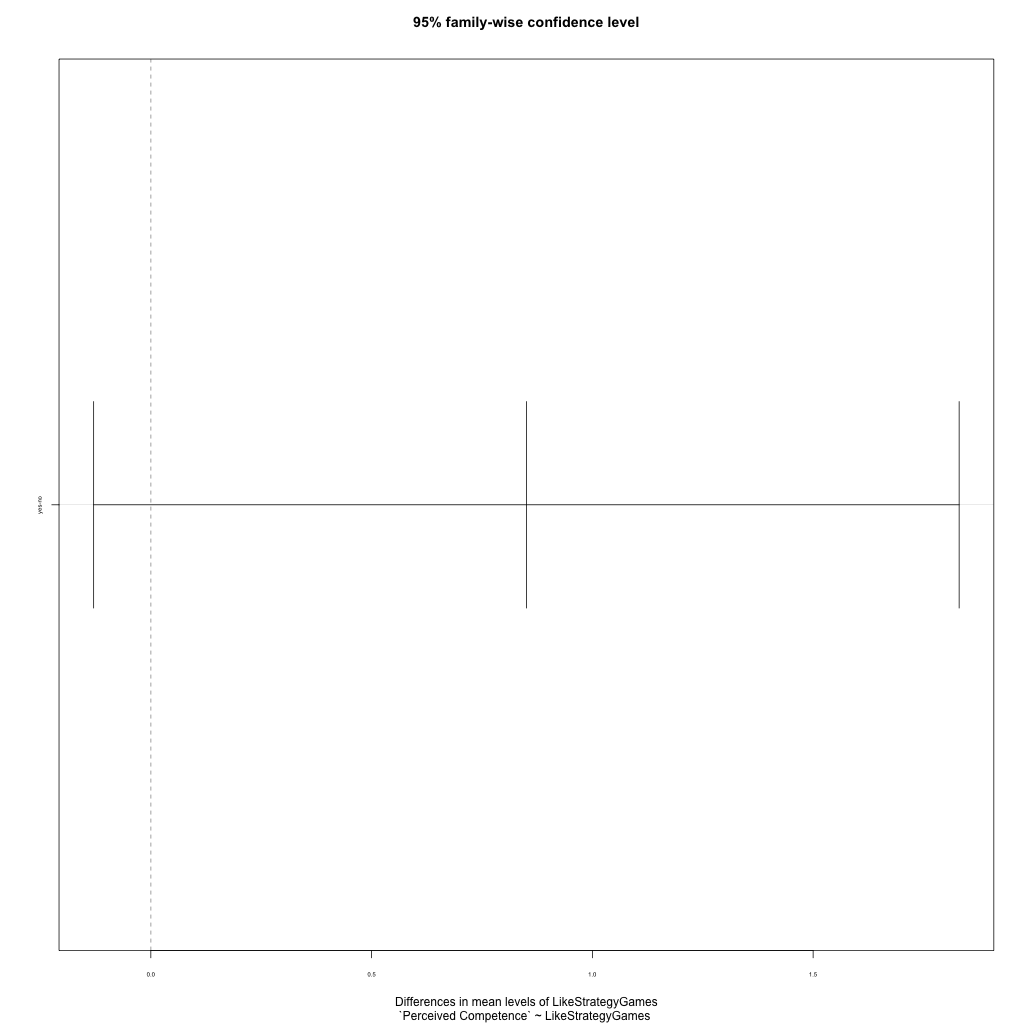 95% family-wise confidence level
yes-no
0.0
0.5
1.0
1.5
Differences in mean levels of LikeStrategyGames
`Perceived Competence` ~ LikeStrategyGames